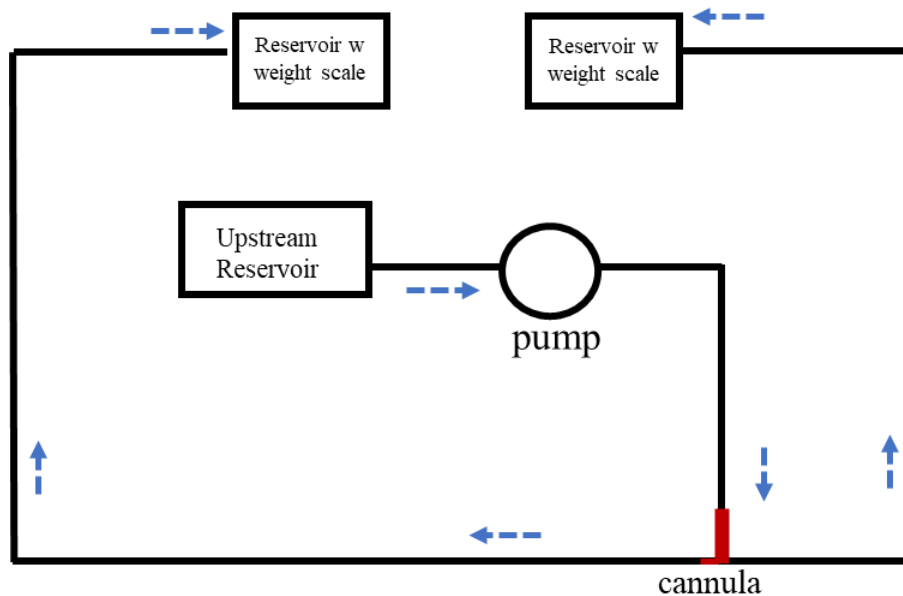 Reservoir w
weight scale
Reservoir w
weight scale
Upstream
Reservoir
pump
cannula